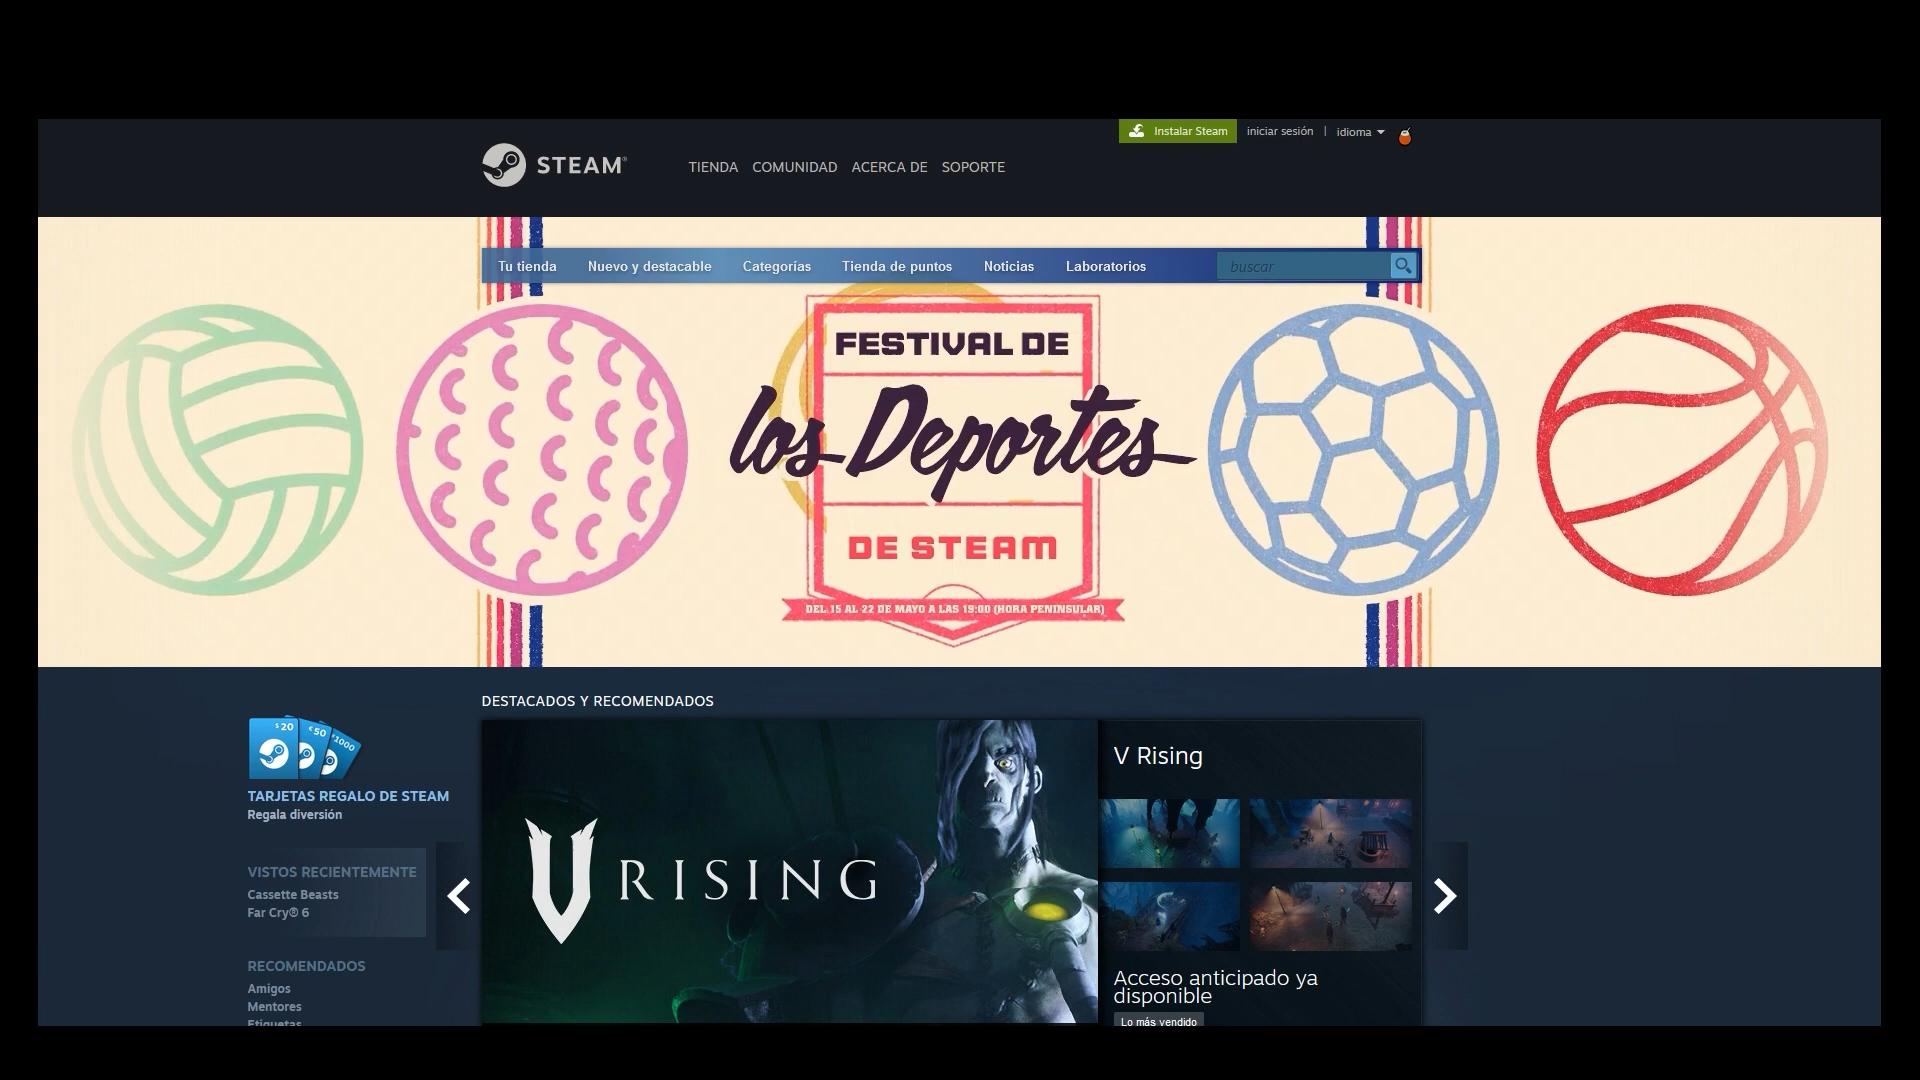 Instalar Steam
iniciar sesión | idioma
STEAM®
TIENDA COMUNIDAD ACERCA DE SOPORTE
Tu tienda Nuevo y destacable Categorías Tienda de puntos Noticias Laboratorios buscar
FESTIVAL DE
los Deportes
DE STEAM
DEL 15 AL 22 DE MAYO A LAS 19:00 (HORA PENINSULAR)
DESTACADOS Y RECOMENDADOS
$20 €50 1000
TARJETAS REGALO DE STEAM
Regala diversión
VISTOS RECIENTEMENTE
Cassette Beasts
Far Cry® 6
RECOMENDADOS
Amigos
Mentores
Etiquetas
V RISING
V Rising
Acceso anticipado ya
disponible
Lo más vendido